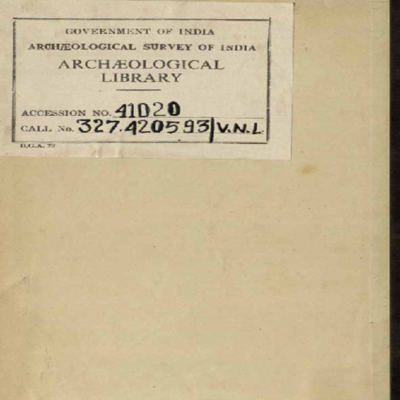 GOVERNMENT OF INDIA
ARCHÆOLOGICAL SURVEY OF INDIA
ARCHÆOLOGICAL
LIBRARY
ACCESSION NO. 41020
CALL No. 327.420593/V.N.L.
D.G.A. 79